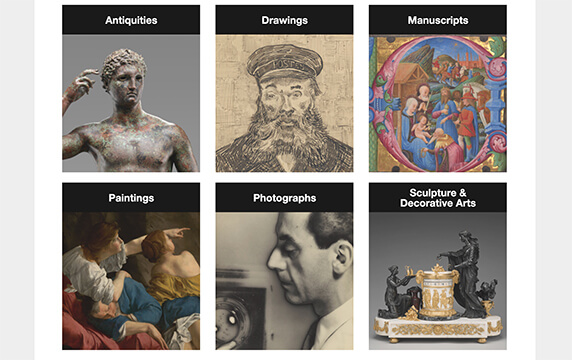 Antiquities
Drawings
Manuscripts
Paintings
Photographs
Sculpture &
Decorative Arts